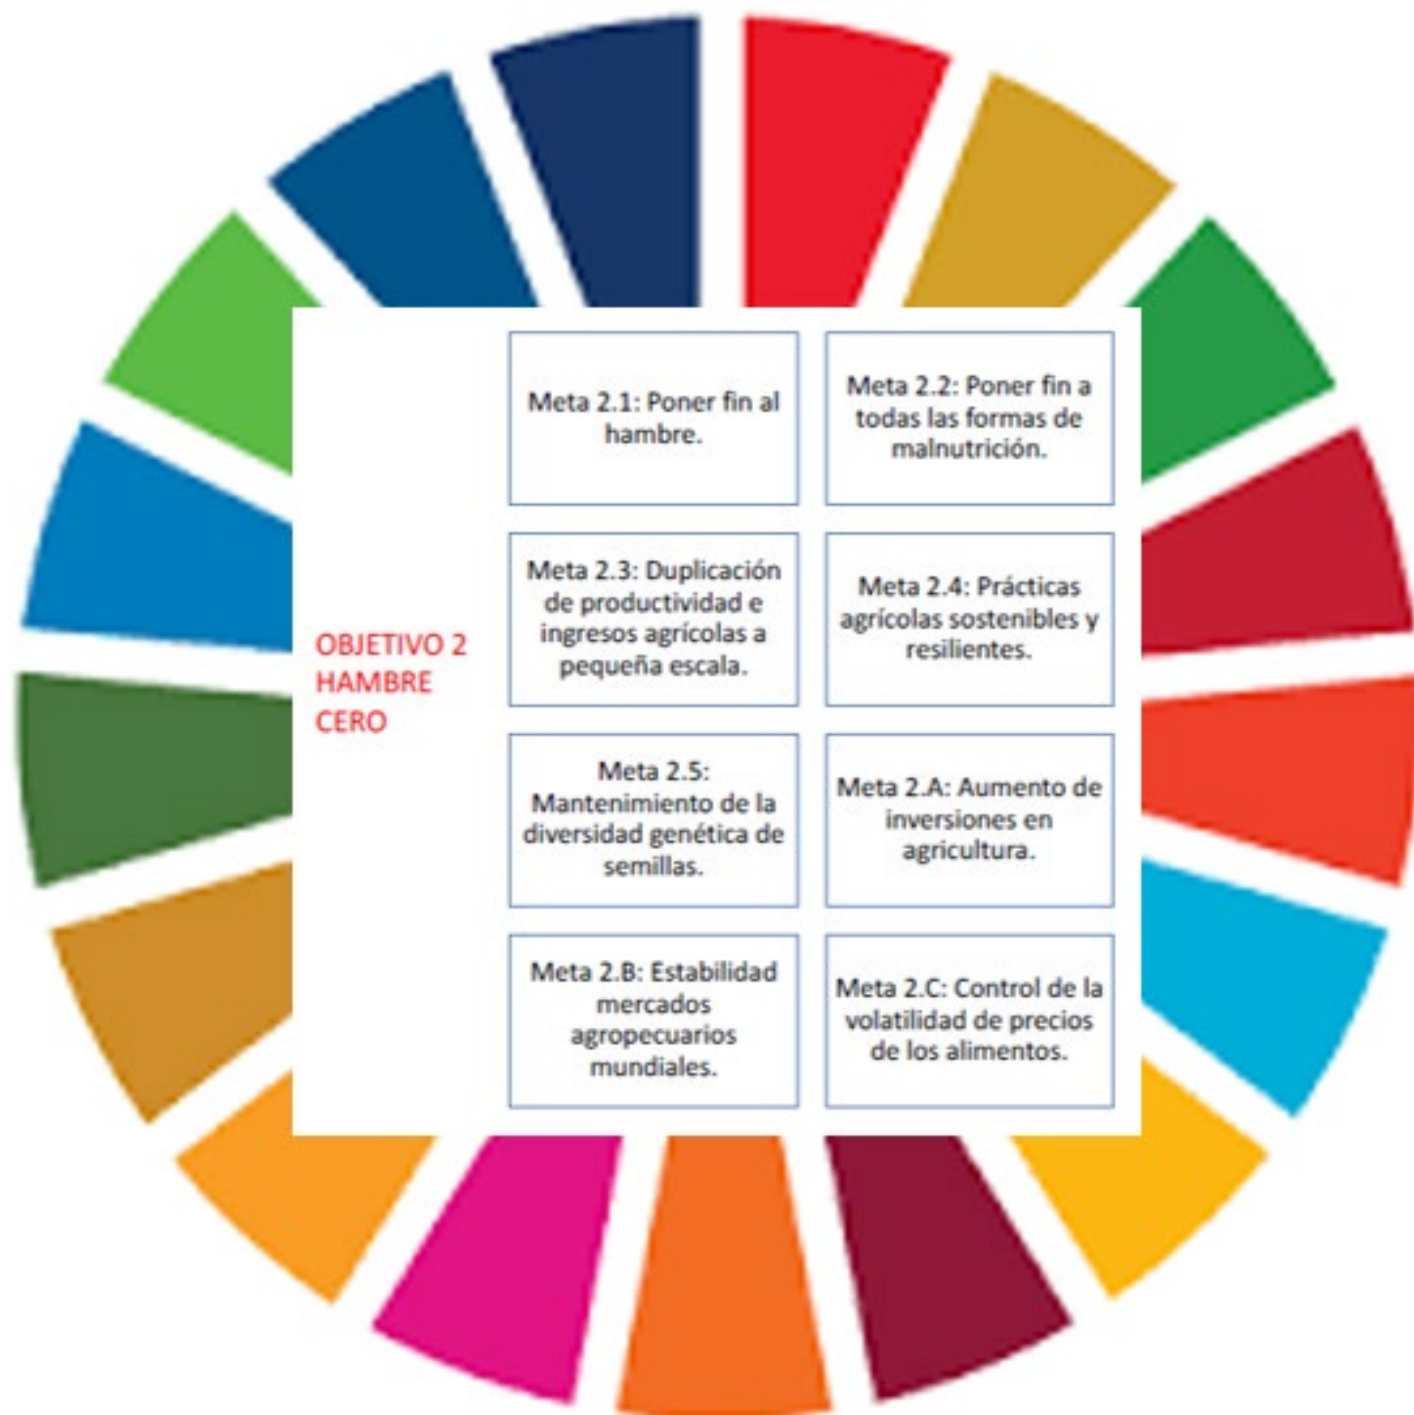 OBJETIVO 2
HAMBRE
CERO
Meta 2.1: Poner fin al
hambre.
Meta 2.2: Poner fin a
todas las formas de
malnutrición.
Meta 2.3: Duplicación
de productividad e
ingresos agrícolas a
pequeña escala.
Meta 2.4: Prácticas
agrícolas sostenibles y
resilientes.
Meta 2.5:
Mantenimiento de la
diversidad genética de
semillas.
Meta 2.A: Aumento de
inversiones en
agricultura.
Meta 2.B: Estabilidad
mercados
agropecuarios
mundiales.
Meta 2.C: Control de la
volatilidad de precios
de los alimentos.